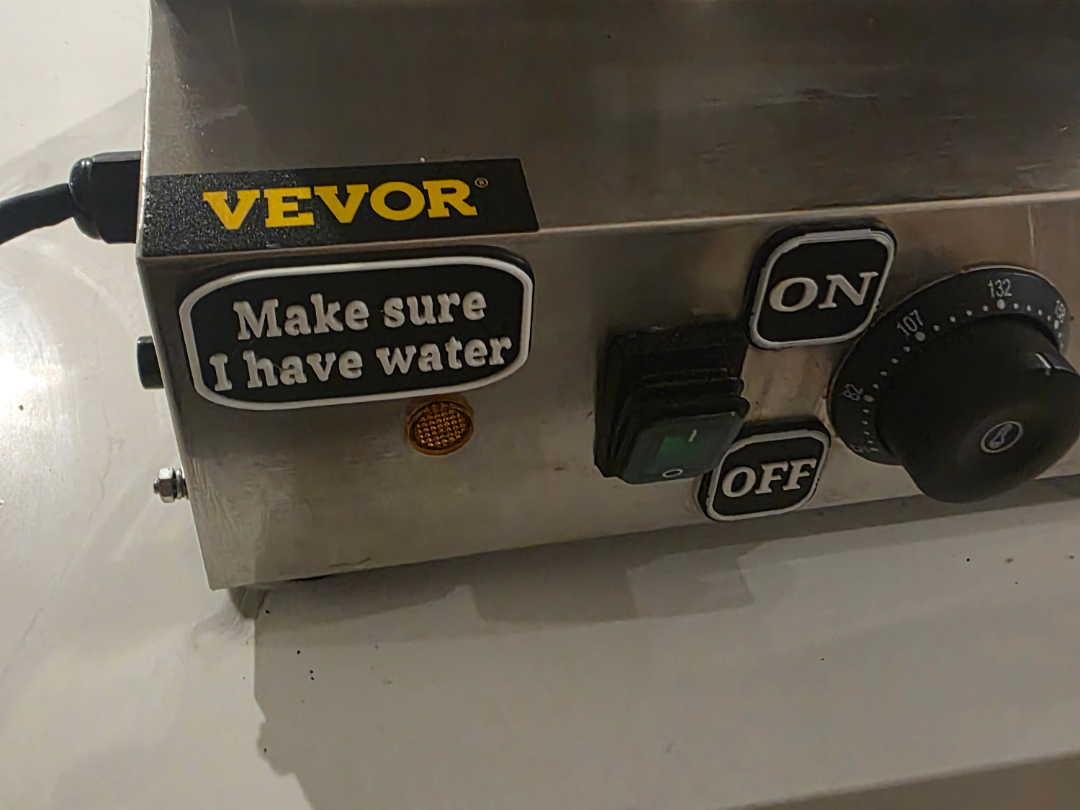 VEVOR®
Make sure
I have water
ON
OFF
I
O
82
107
132